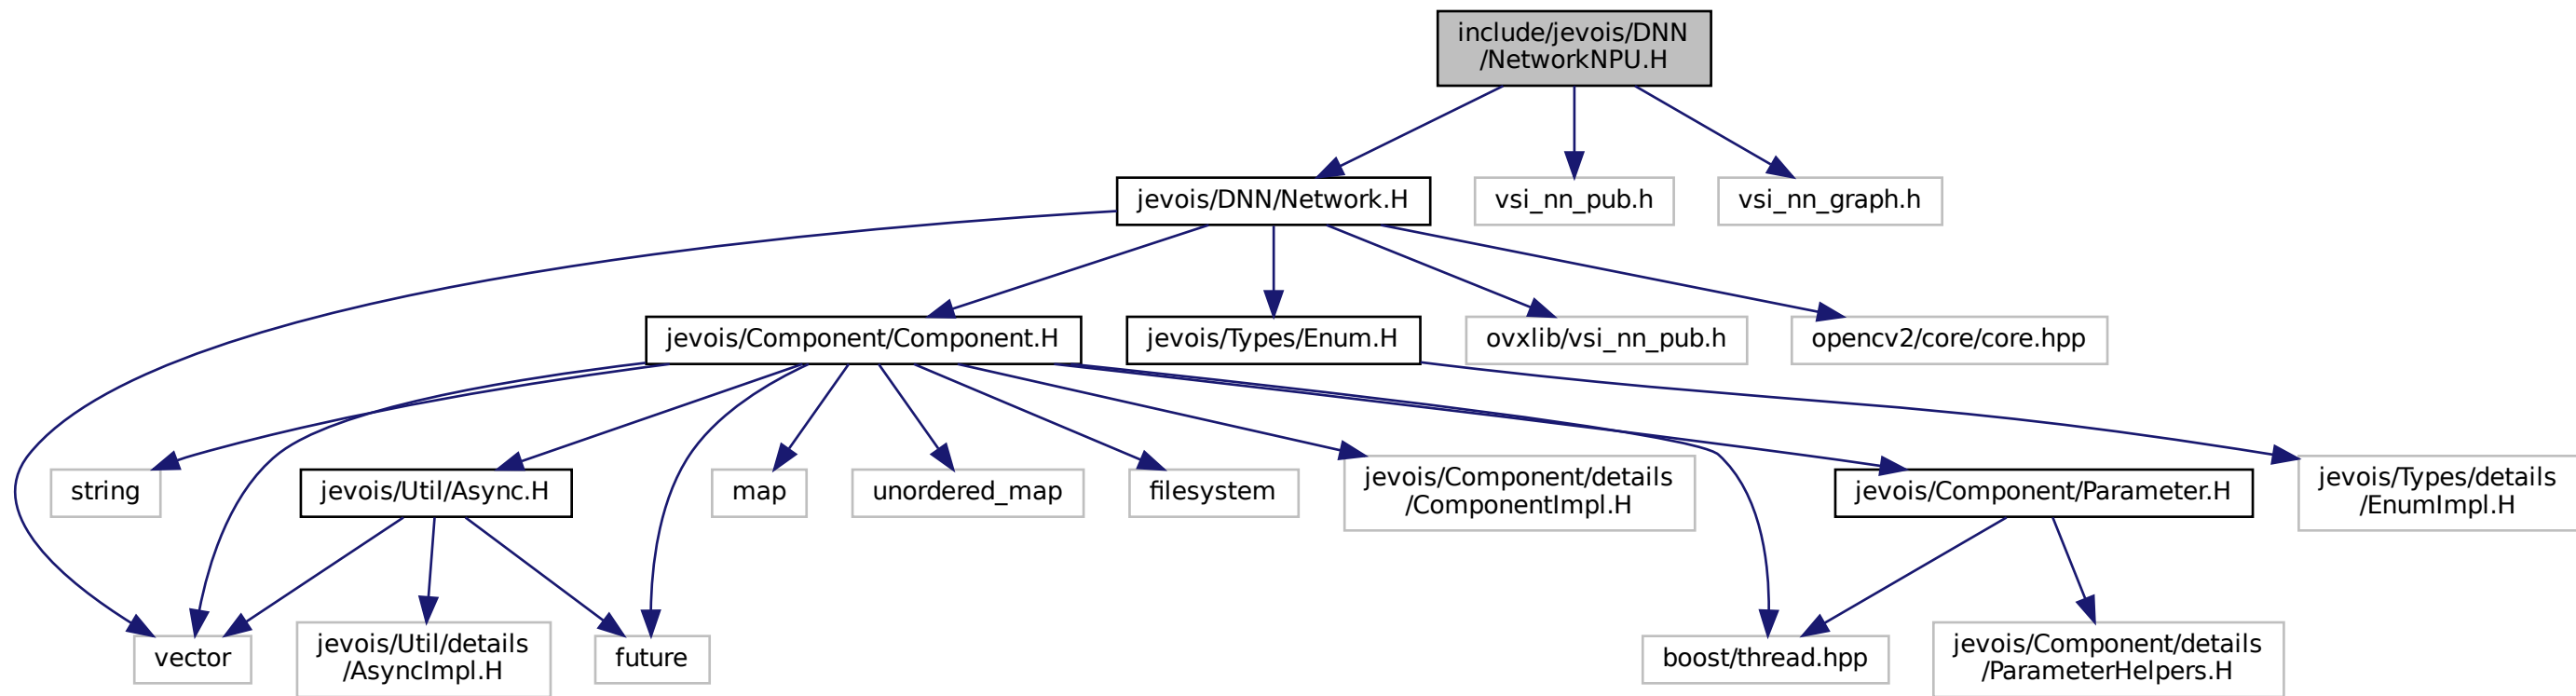 include/jevois/DNN
/NetworkNPU.H
jevois/DNN/Network.H
vsi_nn_pub.h
vsi_nn_graph.h
jevois/Component/Component.H
jevois/Types/Enum.H
ovxlib/vsi_nn_pub.h
opencv2/core/core.hpp
string
jevois/Util/Async.H
map
unordered_map
filesystem
jevois/Component/details
/ComponentImpl.H
jevois/Component/Parameter.H
jevois/Types/details
/EnumImpl.H
vector
jevois/Util/details
/AsyncImpl.H
future
boost/thread.hpp
jevois/Component/details
/ParameterHelpers.H